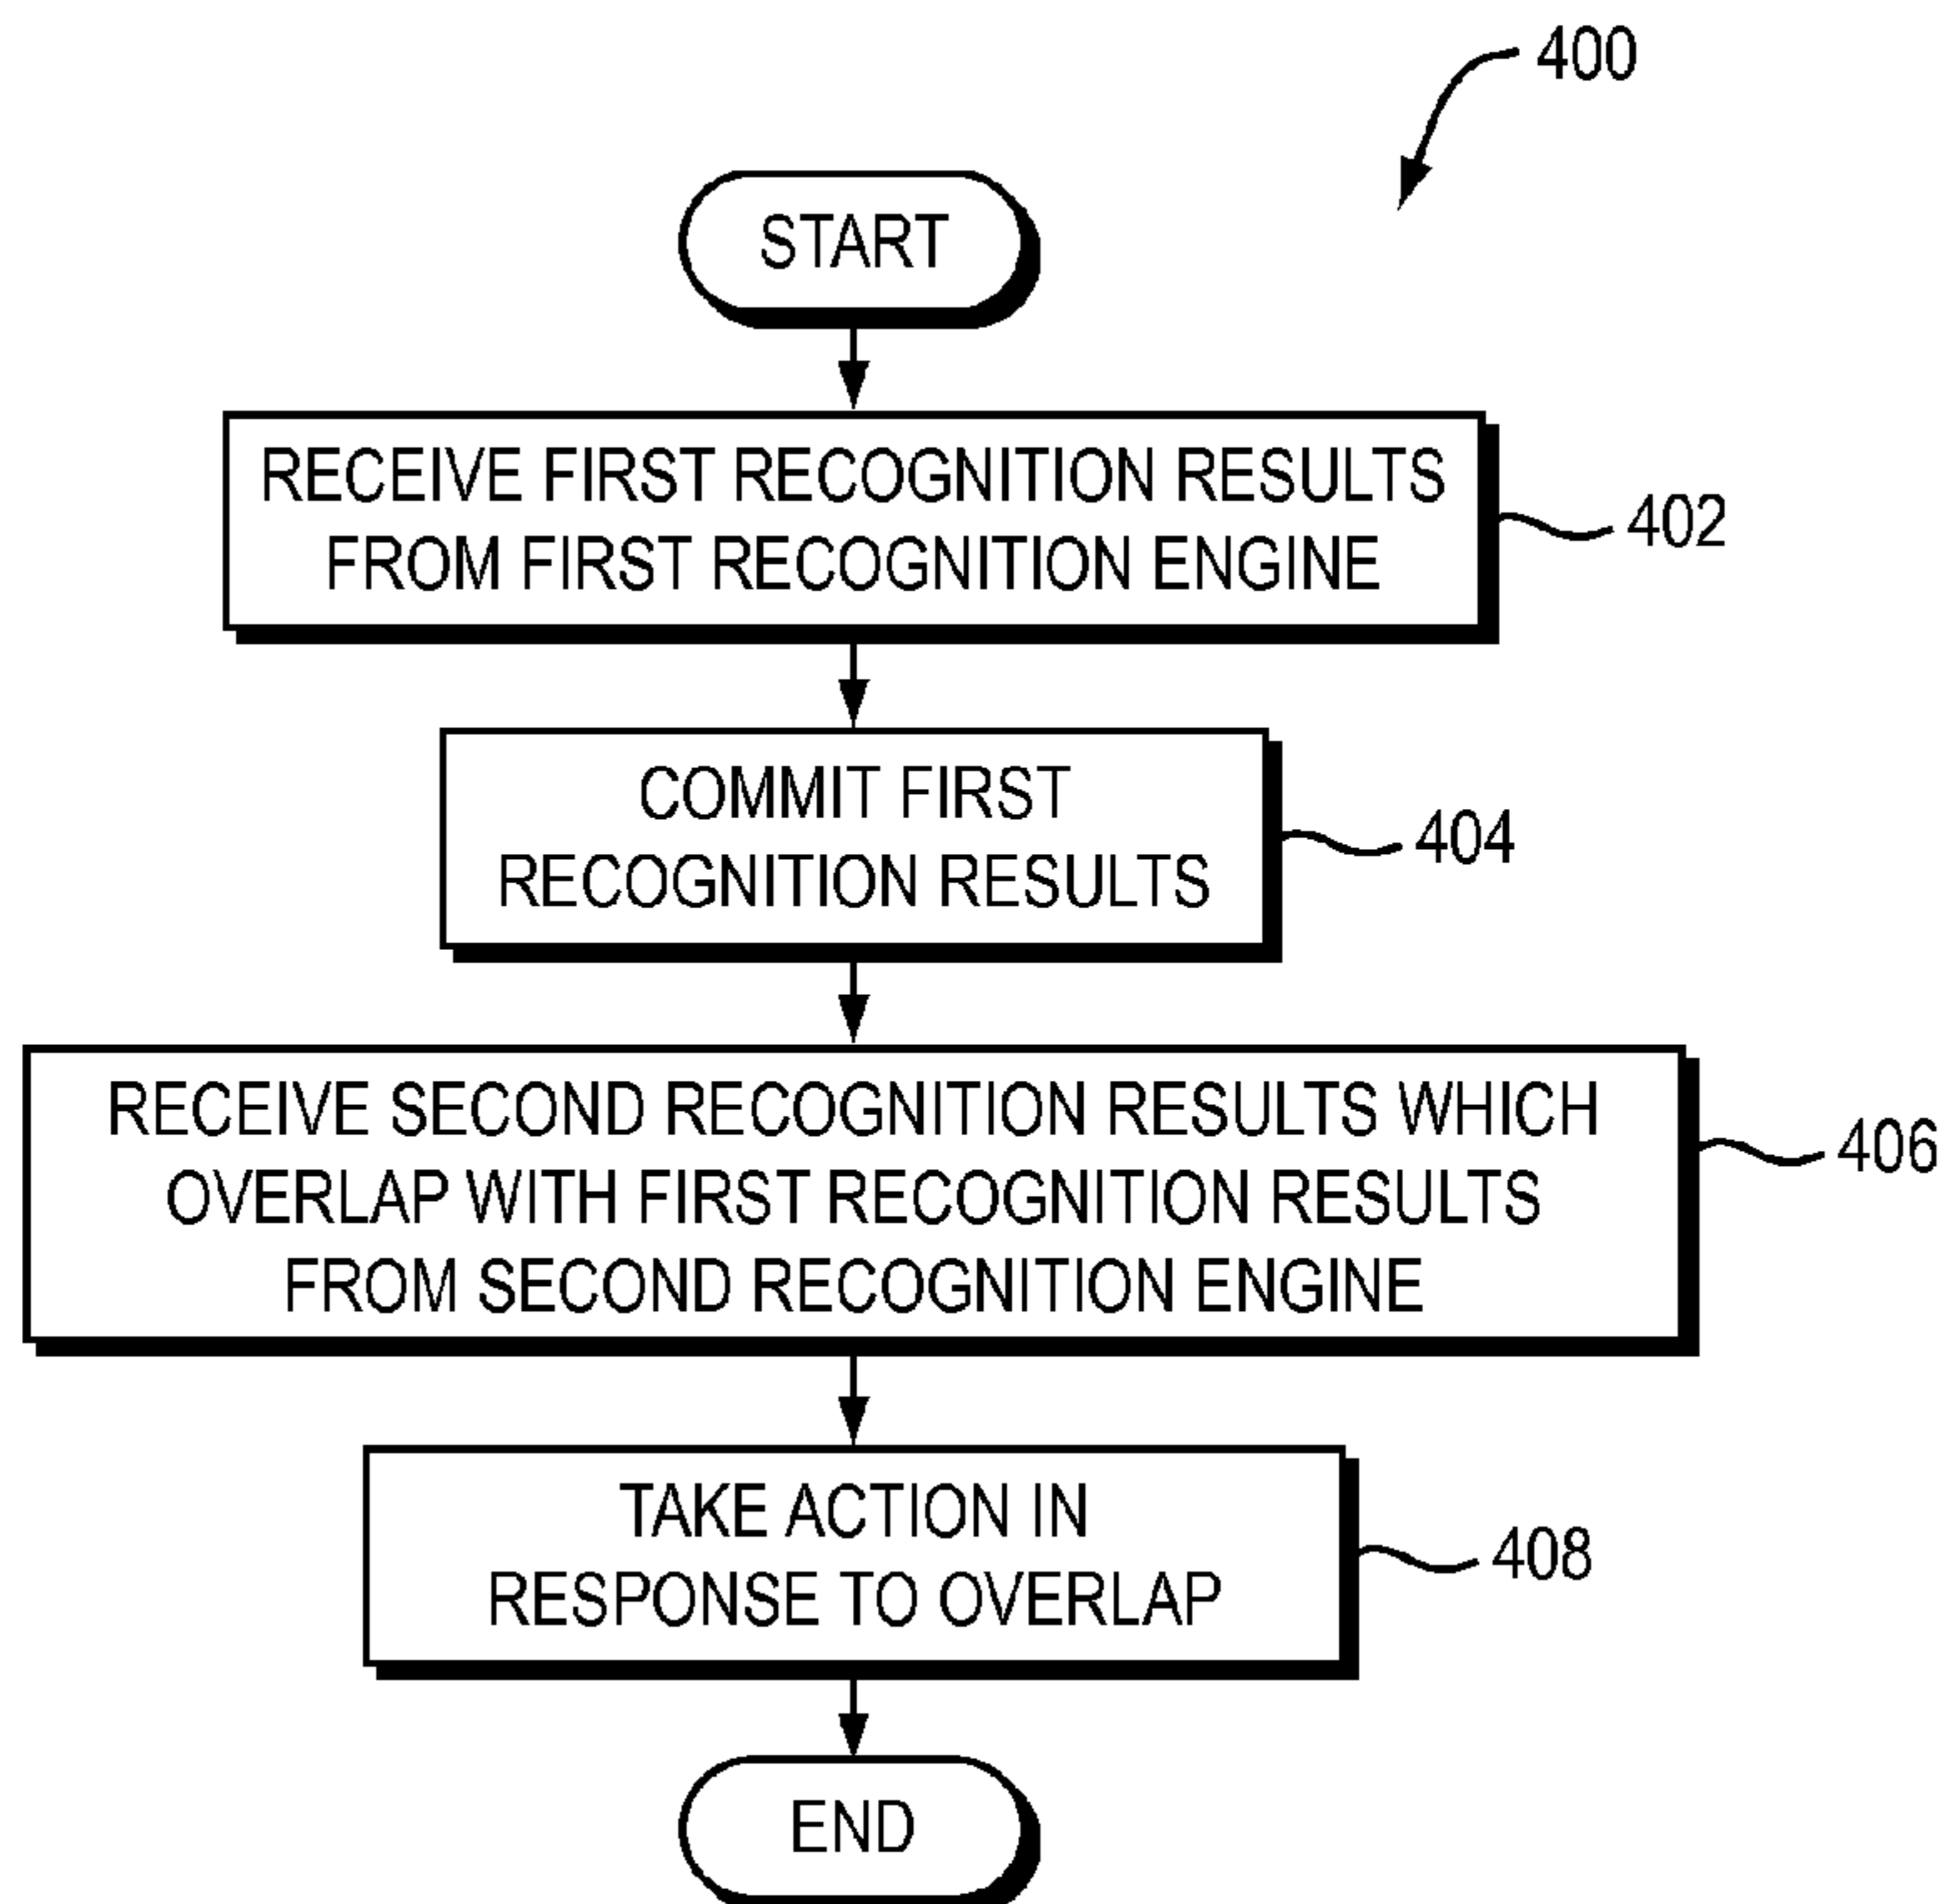 400
START
RECEIVE FIRST RECOGNITION RESULTS
FROM FIRST RECOGNITION ENGINE
402
COMMIT FIRST
RECOGNITION RESULTS
404
RECEIVE SECOND RECOGNITION RESULTS WHICH
OVERLAP WITH FIRST RECOGNITION RESULTS
FROM SECOND RECOGNITION ENGINE
406
TAKE ACTION IN
RESPONSE TO OVERLAP
408
END